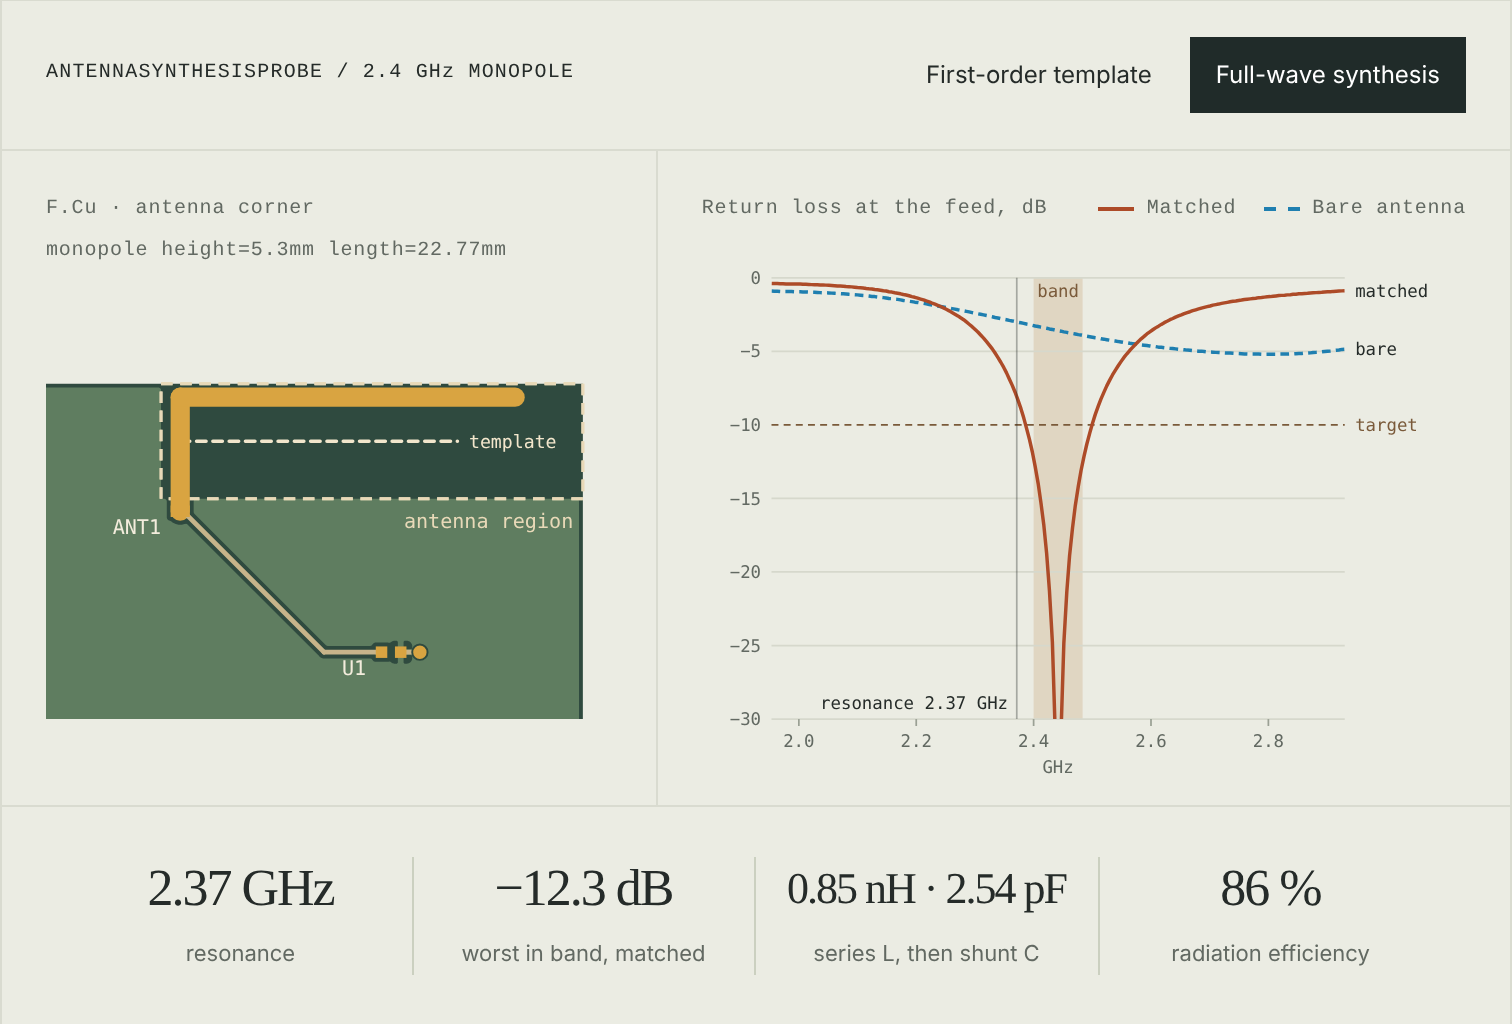 ANTENNASYNTHESISPROBE / 2.4 GHz MONOPOLE
First-order template
Full-wave synthesis
F.Cu · antenna corner
monopole height=5.3mm length=22.77mm
template
antenna region
ANT1
U1
Return loss at the feed, dB
Matched
Bare antenna
0
−5
−10
−15
−20
−25
−30
band
matched
bare
target
resonance 2.37 GHz
2.0
2.2
2.4
2.6
2.8
GHz
2.37 GHz
resonance
−12.3 dB
worst in band, matched
0.85 nH · 2.54 pF
series L, then shunt C
86 %
radiation efficiency